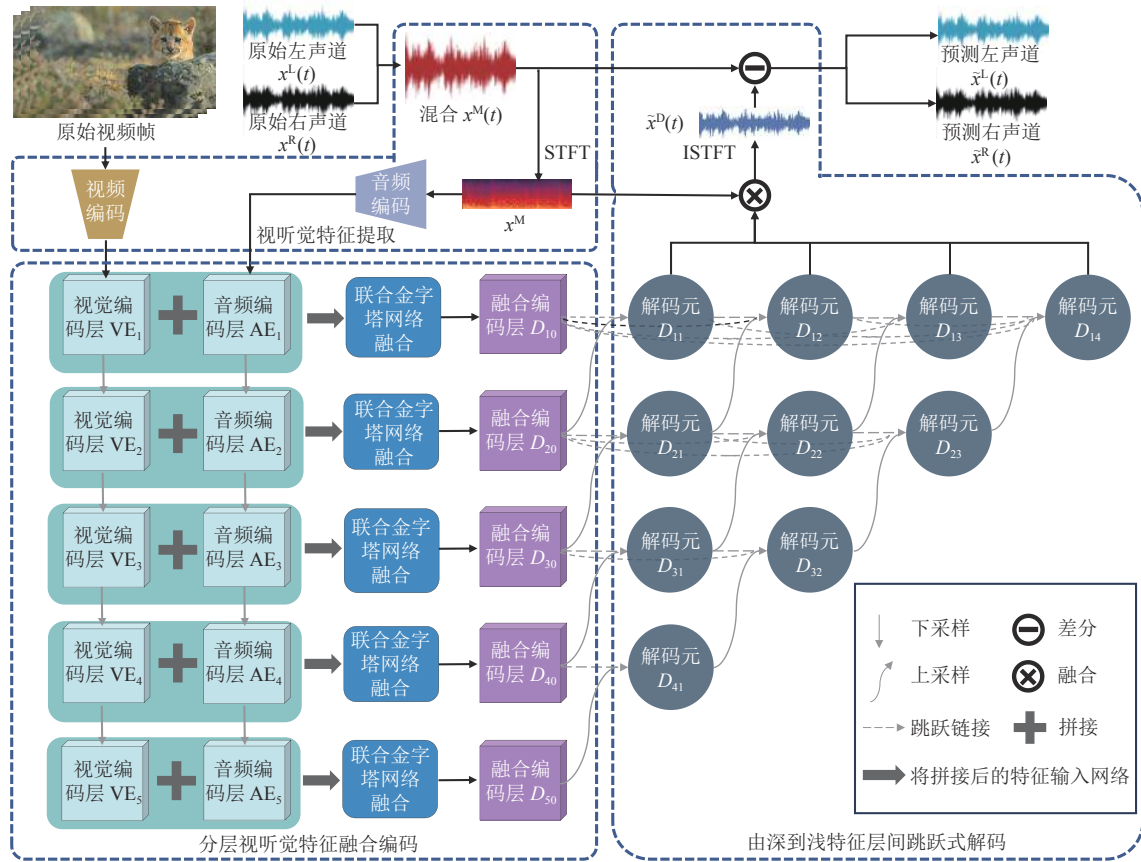 原始视频帧
原始左声道
x^L(t)
原始右声道
x^R(t)
混合 x^M(t)
x̃^D(t)
预测左声道
x̃^L(t)
预测右声道
x̃^R(t)
STFT
ISTFT
视频
编码
音频
编码
x^M
视听觉特征提取
视觉编
码层 VE₁
音频编
码层 AE₁
联合金字
塔网络
融合
融合编
码层 D₁₀
解码元
D₁₁
解码元
D₁₂
解码元
D₁₃
解码元
D₁₄
视觉编
码层 VE₂
音频编
码层 AE₂
联合金字
塔网络
融合
融合编
码层 D₂₀
解码元
D₂₁
解码元
D₂₂
解码元
D₂₃
视觉编
码层 VE₃
音频编
码层 AE₃
联合金字
塔网络
融合
融合编
码层 D₃₀
解码元
D₃₁
解码元
D₃₂
视觉编
码层 VE₄
音频编
码层 AE₄
联合金字
塔网络
融合
融合编
码层 D₄₀
解码元
D₄₁
视觉编
码层 VE₅
音频编
码层 AE₅
联合金字
塔网络
融合
融合编
码层 D₅₀
下采样
差分
上采样
融合
跳跃链接
拼接
将拼接后的特征输入网络
分层视听觉特征融合编码
由深到浅特征层间跳跃式解码